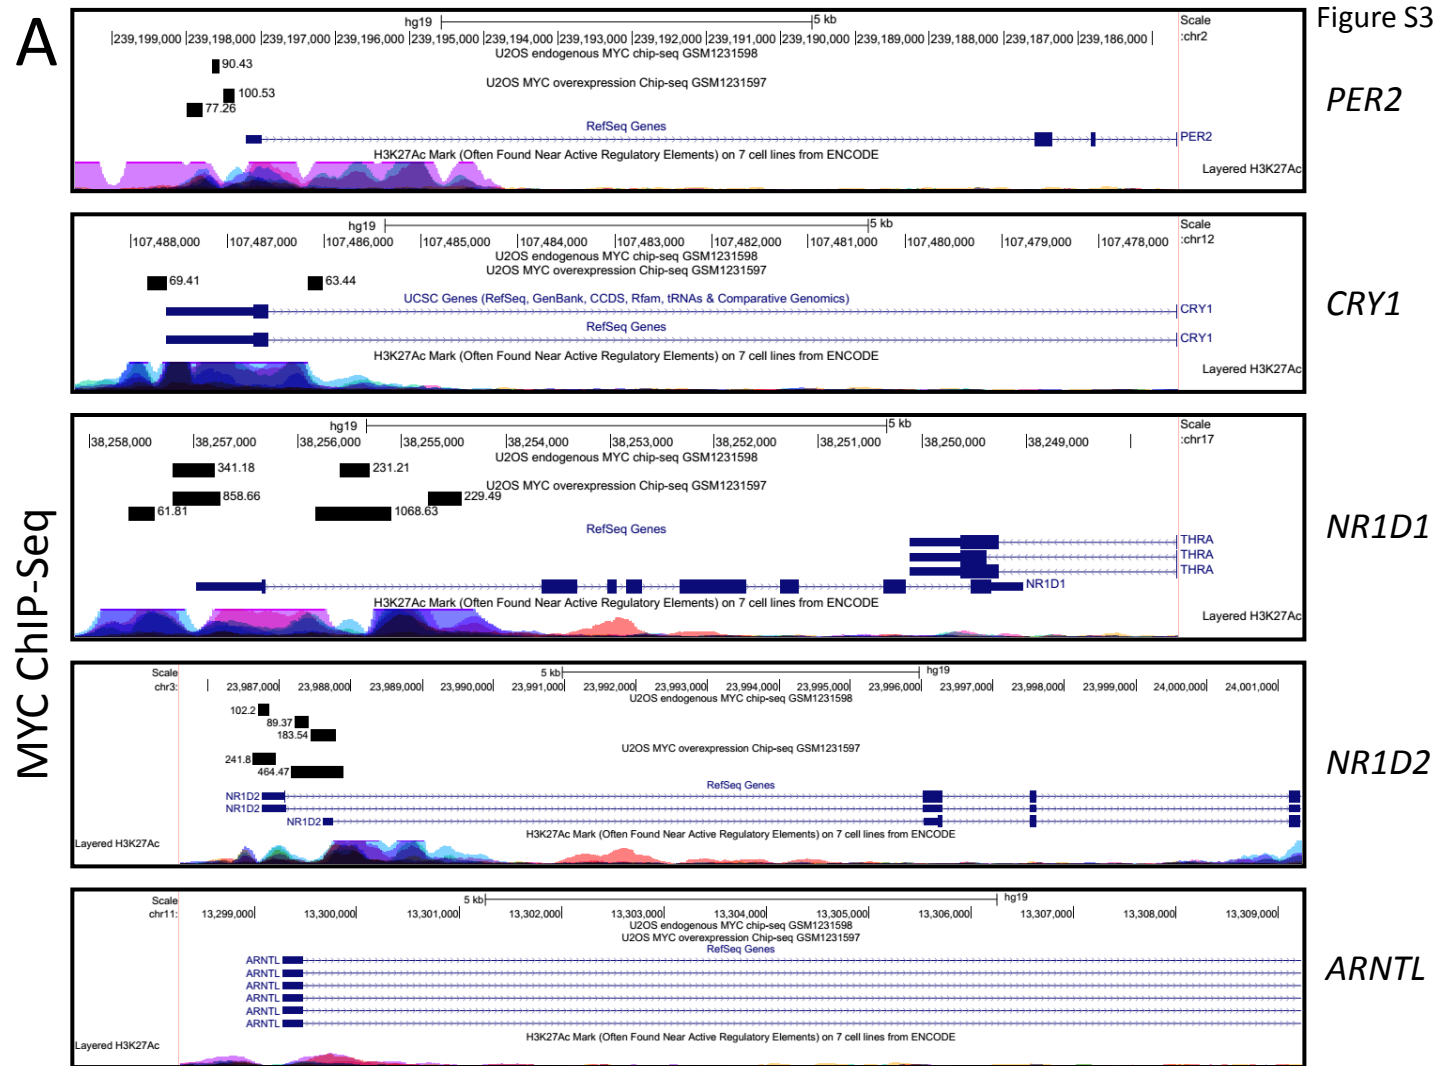 Figure S3
A
MYC ChIP-Seq
hg19 5 kb Scale
239,199,000 239,198,000 239,197,000 239,196,000 239,195,000 239,194,000 239,193,000 239,192,000 239,191,000 239,190,000 239,189,000 239,188,000 239,187,000 239,186,000 :chr2
U2OS endogenous MYC chip-seq GSM1231598
90.43
U2OS MYC overexpression Chip-seq GSM1231597
100.53
77.26
RefSeq Genes
PER2
H3K27Ac Mark (Often Found Near Active Regulatory Elements) on 7 cell lines from ENCODE
Layered H3K27Ac
PER2
hg19 5 kb Scale
107,488,000 107,487,000 107,486,000 107,485,000 107,484,000 107,483,000 107,482,000 107,481,000 107,480,000 107,479,000 107,478,000 :chr12
U2OS endogenous MYC chip-seq GSM1231598
U2OS MYC overexpression Chip-seq GSM1231597
69.41 63.44
UCSC Genes (RefSeq, GenBank, CCDS, Rfam, tRNAs & Comparative Genomics)
CRY1
RefSeq Genes
CRY1
H3K27Ac Mark (Often Found Near Active Regulatory Elements) on 7 cell lines from ENCODE
Layered H3K27Ac
CRY1
hg19 5 kb Scale
38,258,000 38,257,000 38,256,000 38,255,000 38,254,000 38,253,000 38,252,000 38,251,000 38,250,000 38,249,000 :chr17
U2OS endogenous MYC chip-seq GSM1231598
341.18 231.21
U2OS MYC overexpression Chip-seq GSM1231597
858.66 229.49
61.81 1068.63
RefSeq Genes
THRA
THRA
THRA
NR1D1
H3K27Ac Mark (Often Found Near Active Regulatory Elements) on 7 cell lines from ENCODE
Layered H3K27Ac
NR1D1
Scale 5 kb hg19
chr3: 23,987,000 23,988,000 23,989,000 23,990,000 23,991,000 23,992,000 23,993,000 23,994,000 23,995,000 23,996,000 23,997,000 23,998,000 23,999,000 24,000,000 24,001,000
U2OS endogenous MYC chip-seq GSM1231598
102.2
89.37
183.54
U2OS MYC overexpression Chip-seq GSM1231597
241.8
464.47
RefSeq Genes
NR1D2
NR1D2
NR1D2
H3K27Ac Mark (Often Found Near Active Regulatory Elements) on 7 cell lines from ENCODE
Layered H3K27Ac
NR1D2
Scale 5 kb hg19
chr11: 13,299,000 13,300,000 13,301,000 13,302,000 13,303,000 13,304,000 13,305,000 13,306,000 13,307,000 13,308,000 13,309,000
U2OS endogenous MYC chip-seq GSM1231598
U2OS MYC overexpression Chip-seq GSM1231597
RefSeq Genes
ARNTL
ARNTL
ARNTL
ARNTL
ARNTL
ARNTL
H3K27Ac Mark (Often Found Near Active Regulatory Elements) on 7 cell lines from ENCODE
Layered H3K27Ac
ARNTL